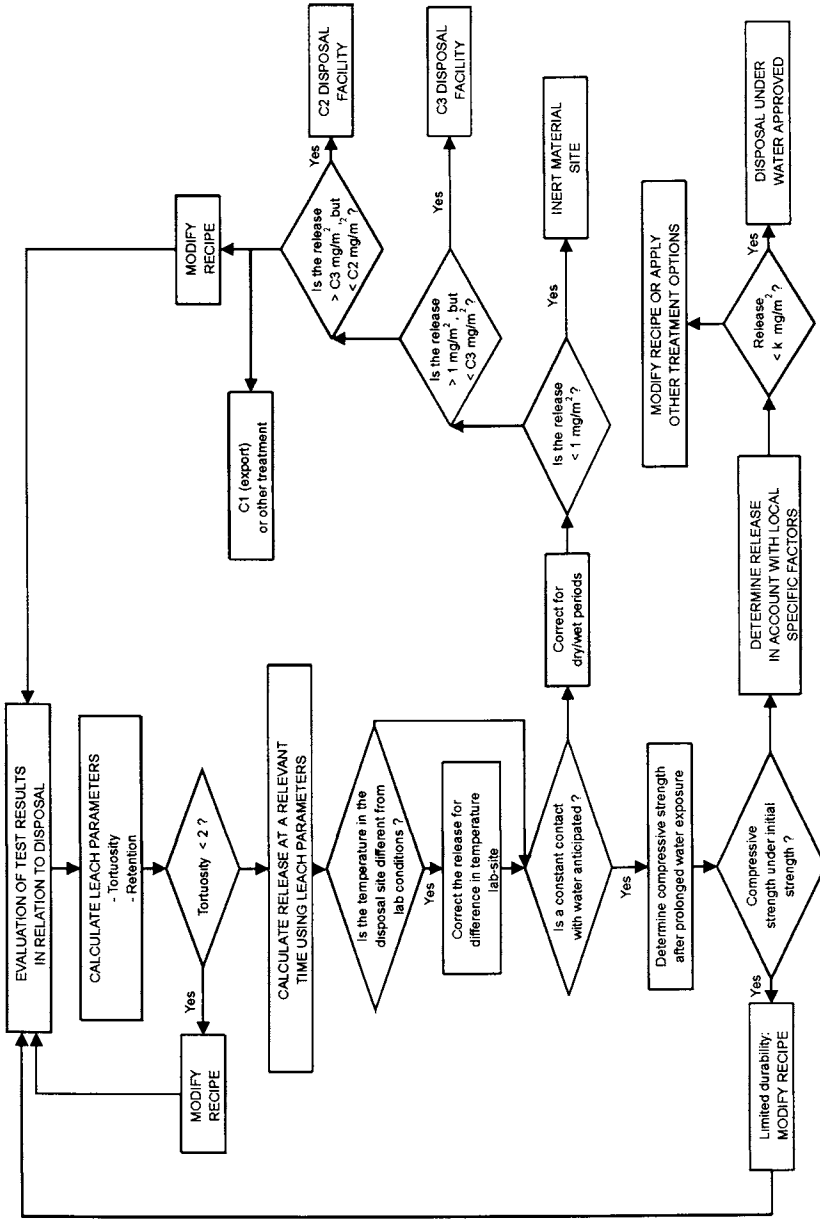 EVALUATION OF TEST RESULTS
IN RELATION TO DISPOSAL
CALCULATE LEACH PARAMETERS
- Tortuosity
- Retention
Tortuosity < 2 ?
Yes
MODIFY
RECIPE
CALCULATE RELEASE AT A RELEVANT
TIME USING LEACH PARAMETERS
Is the temperature in the
disposal site different from
lab conditions ?
Yes
Correct the release for
difference in temperature
lab-site
Is a constant contact
with water anticipated ?
Yes
Determine compressive strength
after prolonged water exposure
Compressive
strength under initial
strength ?
Yes
Limited durability:
MODIFY RECIPE
Correct for
dry/wet periods
Is the release
< 1 mg/m²?
Yes
INERT MATERIAL
SITE
Is the release
> 1 mg/m², but
< C3 mg/m²?
Yes
C3 DISPOSAL
FACILITY
Is the release
> C3 mg/m², but
< C2 mg/m²?
Yes
C2 DISPOSAL
FACILITY
MODIFY
RECIPE
C1 (export)
or other treatment
DETERMINE RELEASE
IN ACCOUNT WITH LOCAL
SPECIFIC FACTORS
Release
< k mg/m²?
Yes
DISPOSAL UNDER
WATER APPROVED
MODIFY RECIPE OR APPLY
OTHER TREATMENT OPTIONS